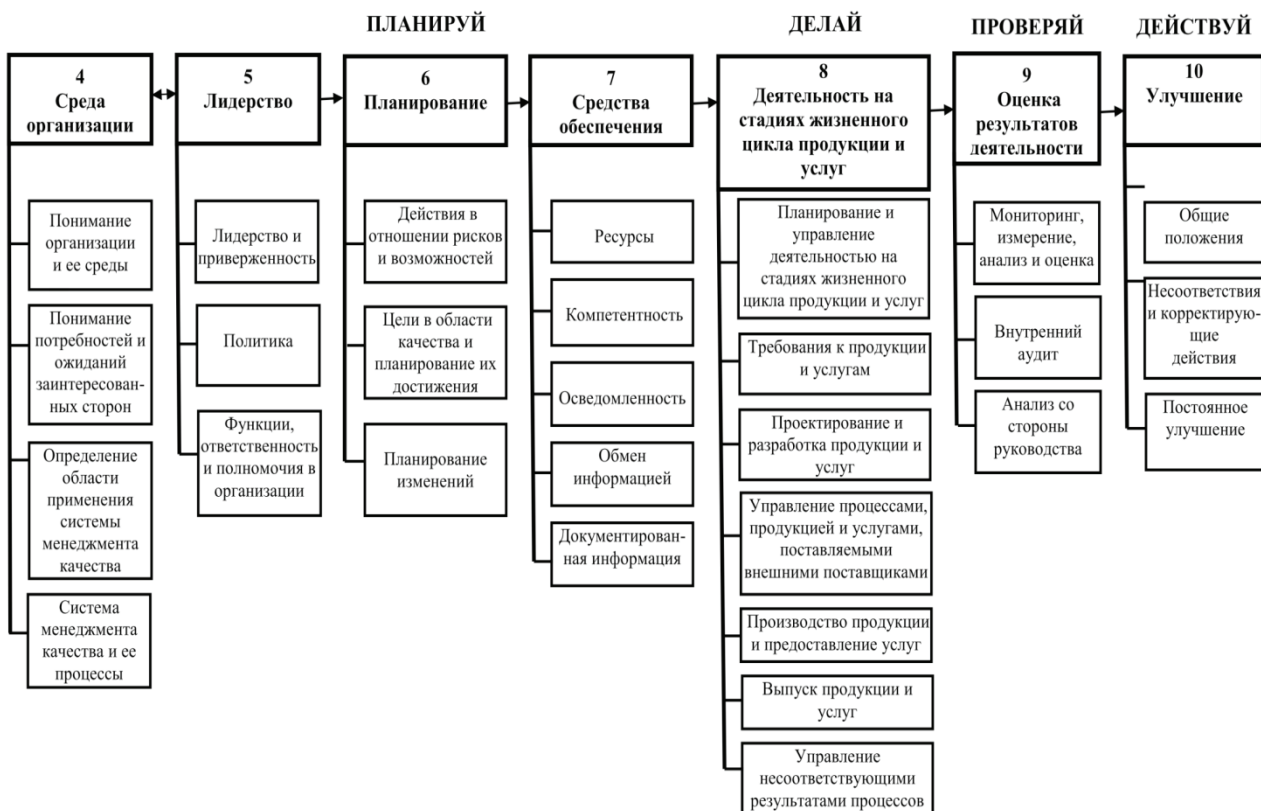 ПЛАНИРУЙ
ДЕЛАЙ
ПРОВЕРЯЙ
ДЕЙСТВУЙ
4
Среда
организации
5
Лидерство
6
Планирование
7
Средства
обеспечения
8
Деятельность на
стадиях жизненного
цикла продукции и
услуг
9
Оценка
результатов
деятельности
10
Улучшение
Понимание
организации
и ее среды
Понимание
потребностей и
ожиданий
заинтересован-
ных сторон
Определение
области
применения
системы
менеджмента
качества
Система
менеджмента
качества и ее
процессы
Лидерство и
приверженность
Политика
Функции,
ответственность
и полномочия в
организации
Действия в
отношении рисков
и возможностей
Цели в области
качества и
планирование их
достижения
Планирование
изменений
Ресурсы
Компетентность
Осведомленность
Обмен
информацией
Документирован-
ная информация
Планирование и
управление
деятельностью на
стадиях жизненного
цикла продукции и услуг
Требования к продукции
и услугам
Проектирование и
разработка продукции и
услуг
Управление процессами,
продукцией и услугами,
поставляемыми
внешними поставщиками
Производство продукции
и предоставление услуг
Выпуск продукции и
услуг
Управление
несоответствующими
результатами процессов
Мониторинг,
измерение,
анализ и оценка
Внутренний
аудит
Анализ со
стороны
руководства
Общие
положения
Несоответствия
и корректирую-
щие
действия
Постоянное
улучшение